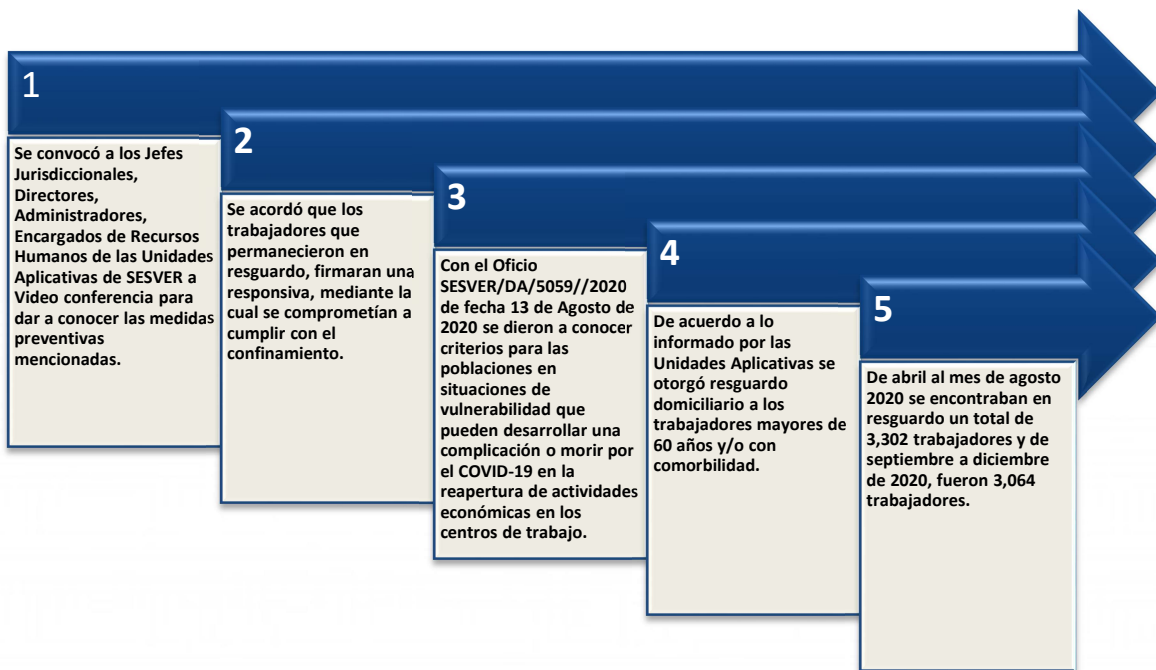 1
Se convocó a los Jefes
Jurisdiccionales,
Directores,
Administradores,
Encargados de Recursos
Humanos de las Unidades
Aplicativas de SESVER a
Video conferencia para
dar a conocer las medidas
preventivas
mencionadas.
2
Se acordó que los
trabajadores que
permanecieron en
resguardo, firmaran una
responsiva, mediante la
cual se comprometían a
cumplir con el
confinamiento.
3
Con el Oficio
SESVER/DA/5059//2020
de fecha 13 de Agosto de
2020 se dieron a conocer
criterios para las
poblaciones en
situaciones de
vulnerabilidad que
pueden desarrollar una
complicación o morir por
el COVID-19 en la
reapertura de actividades
económicas en los
centros de trabajo.
4
De acuerdo a lo
informado por las
Unidades Aplicativas se
otorgó resguardo
domiciliario a los
trabajadores mayores de
60 años y/o con
comorbilidad.
5
De abril al mes de agosto
2020 se encontraban en
resguardo un total de
3,302 trabajadores y de
septiembre a diciembre
de 2020, fueron 3,064
trabajadores.